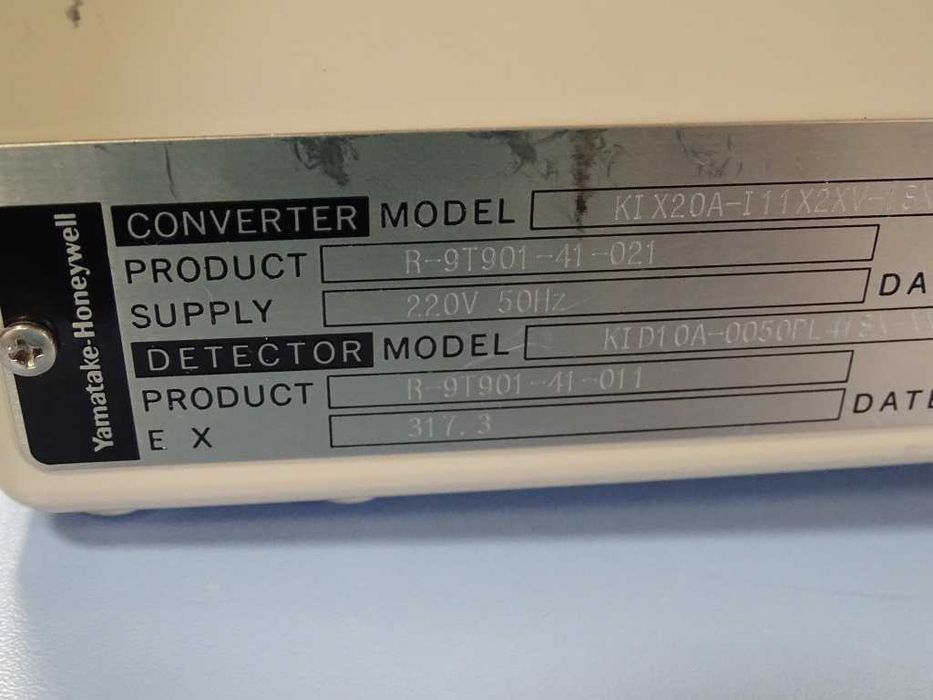 Yamatake-Honeywell
CONVERTER MODEL KIX20A-I11X2XV-
PRODUCT R-9T901-41-021
SUPPLY 220V 50Hz DA
DETECTOR MODEL KID10A-0050PL
PRODUCT R-9T901-41-011
EX 317.3 DATE